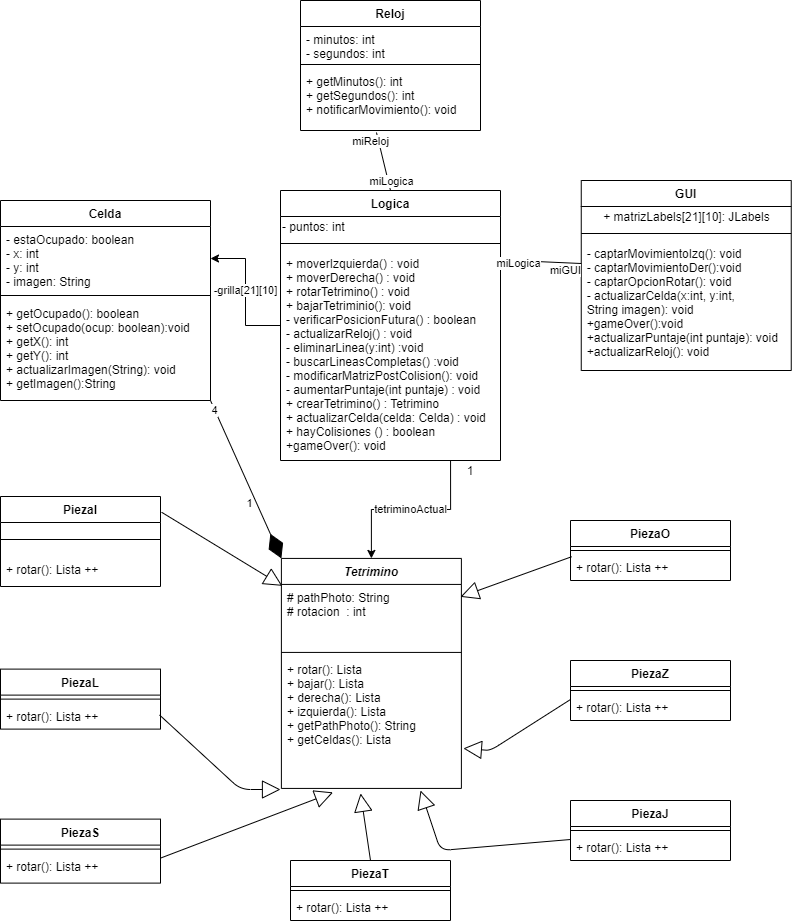 Reloj
- minutos: int
- segundos: int
+ getMinutos(): int
+ getSegundos(): int
+ notificarMovimiento(): void
miReloj
miLogica
Celda
- estaOcupado: boolean
- x: int
- y: int
- imagen: String
+ getOcupado(): boolean
+ setOcupado(ocup: boolean):void
+ getX(): int
+ getY(): int
+ actualizarImagen(String): void
+ getImagen():String
-grilla[21][10]
Logica
- puntos: int
+ moverIzquierda() : void
+ moverDerecha() : void
+ rotarTetrimino() : void
+ bajarTetriminio(): void
- verificarPosicionFutura() : boolean
- actualizarReloj() : void
- eliminarLinea(y:int) :void
- buscarLineasCompletas() :void
- modificarMatrizPostColision(): void
- aumentarPuntaje(int puntaje) : void
+ crearTetrimino() : Tetrimino
+ actualizarCelda(celda: Celda) : void
+ hayColisiones () : boolean
+gameOver(): void
miLogica
miGUI
GUI
+ matrizLabels[21][10]: JLabels
- captarMovimientoIzq(): void
- captarMovimientoDer():void
- captarOpcionRotar(): void
- actualizarCelda(x:int, y:int,
String imagen): void
+gameOver():void
+actualizarPuntaje(int puntaje): void
+actualizarReloj(): void
4
1
1
tetriminoActual
PiezaI
+ rotar(): Lista ++
Tetrimino
# pathPhoto: String
# rotacion : int
+ rotar(): Lista
+ bajar(): Lista
+ derecha(): Lista
+ izquierda(): Lista
+ getPathPhoto(): String
+ getCeldas(): Lista
PiezaO
+ rotar(): Lista ++
PiezaL
+ rotar(): Lista ++
PiezaZ
+ rotar(): Lista ++
PiezaS
+ rotar(): Lista ++
PiezaT
+ rotar(): Lista ++
PiezaJ
+ rotar(): Lista ++